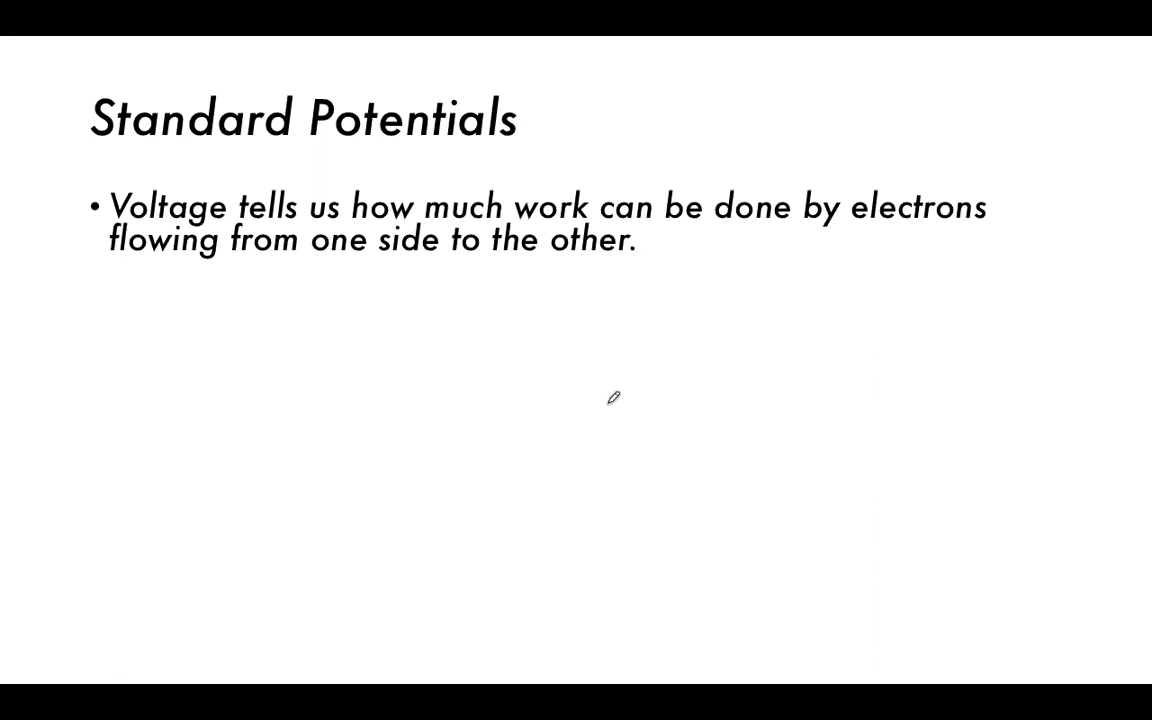 Standard Potentials
• Voltage tells us how much work can be done by electrons
flowing from one side to the other.